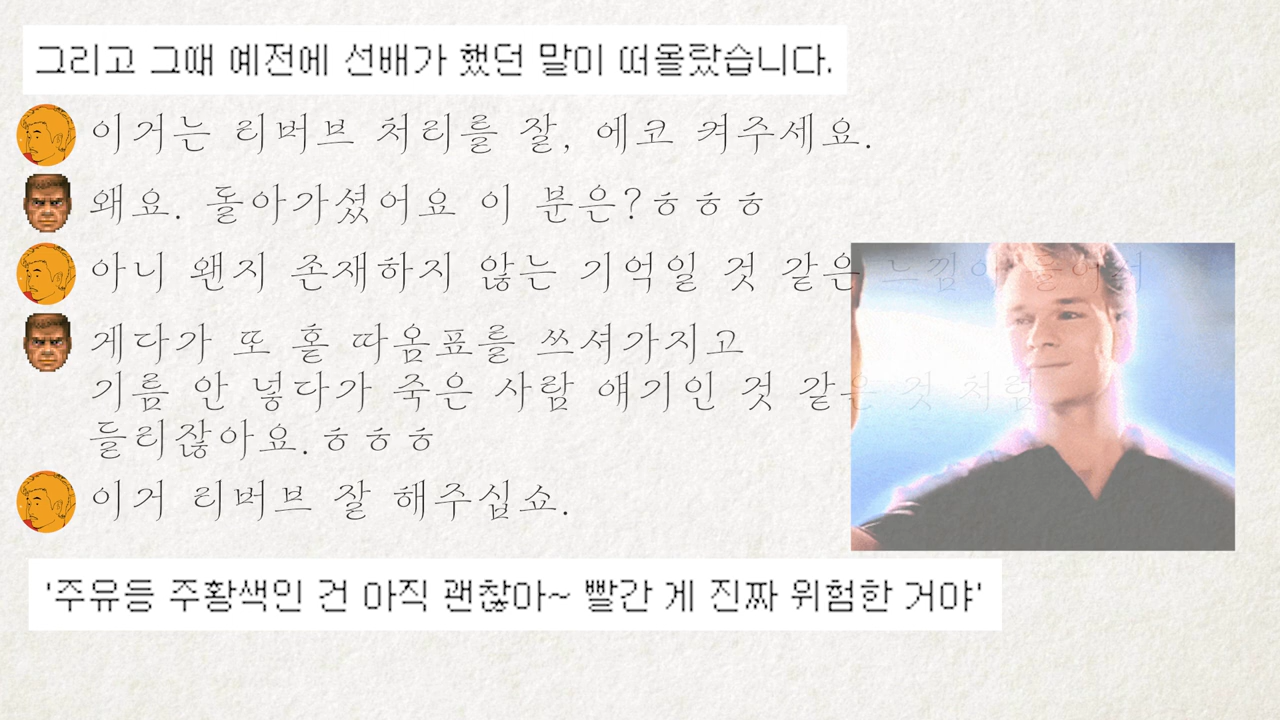 그리고 그때 예전에 선배가 했던 말이 떠올랐습니다.
이거는 리버브 처리를 잘, 에코 켜주세요.
왜요. 돌아가셨어요 이 분은?ㅎㅎㅎ
아니 왠지 존재하지 않는 기억일 것 같은 느낌이 들어서
게다가 또 홑 따옴표를 쓰셔가지고
기름 안 넣다가 죽은 사람 얘기인 것 같은 것 처럼
들리잖아요.ㅎㅎㅎ
이거 리버브 잘 해주십쇼.
'주유등 주황색인 건 아직 괜찮아~ 빨간 게 진짜 위험한 거야'